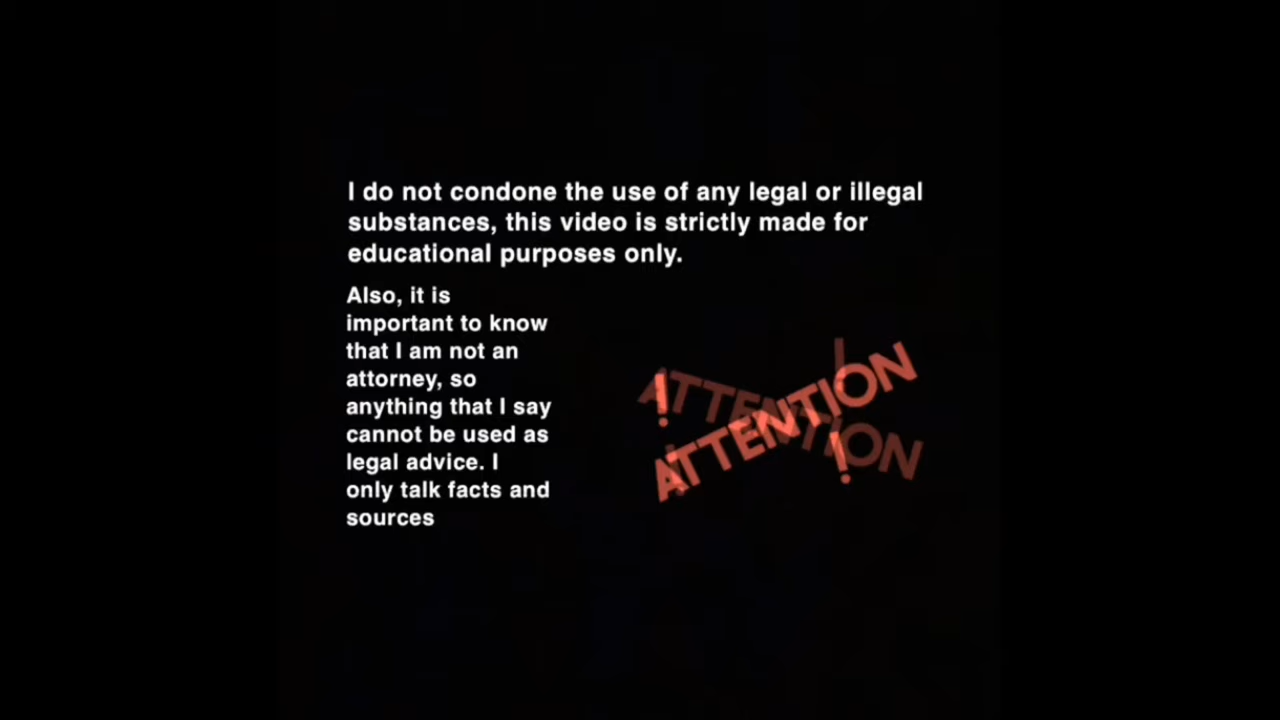 I do not condone the use of any legal or illegal
substances, this video is strictly made for
educational purposes only.
Also, it is
important to know
that I am not an
attorney, so
anything that I say
cannot be used as
legal advice. I
only talk facts and
sources
ATTENTION!
ATTENTION!